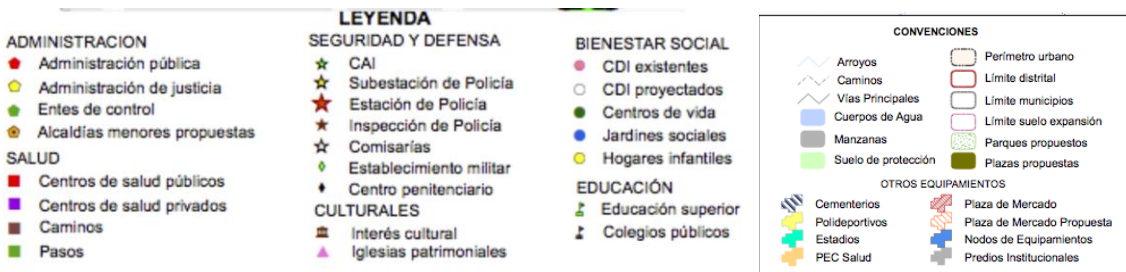 LEYENDA
ADMINISTRACION
Administración pública
Administración de justicia
Entes de control
Alcaldías menores propuestas
SALUD
Centros de salud públicos
Centros de salud privados
Caminos
Pasos
SEGURIDAD Y DEFENSA
CAI
Subestación de Policía
Estación de Policía
Inspección de Policía
Comisarías
Establecimiento militar
Centro penitenciario
CULTURALES
Interés cultural
Iglesias patrimoniales
BIENESTAR SOCIAL
CDI existentes
CDI proyectados
Centros de vida
Jardines sociales
Hogares infantiles
EDUCACIÓN
Educación superior
Colegios públicos
CONVENCIONES
Arroyos
Caminos
Vías Principales
Cuerpos de Agua
Manzanas
Suelo de protección
Perímetro urbano
Límite distrital
Límite municipios
Límite suelo expansión
Parques propuestos
Plazas propuestas
OTROS EQUIPAMIENTOS
Cementerios
Polideportivos
Estadios
PEC Salud
Plaza de Mercado
Plaza de Mercado Propuesta
Nodos de Equipamientos
Predios Institucionales